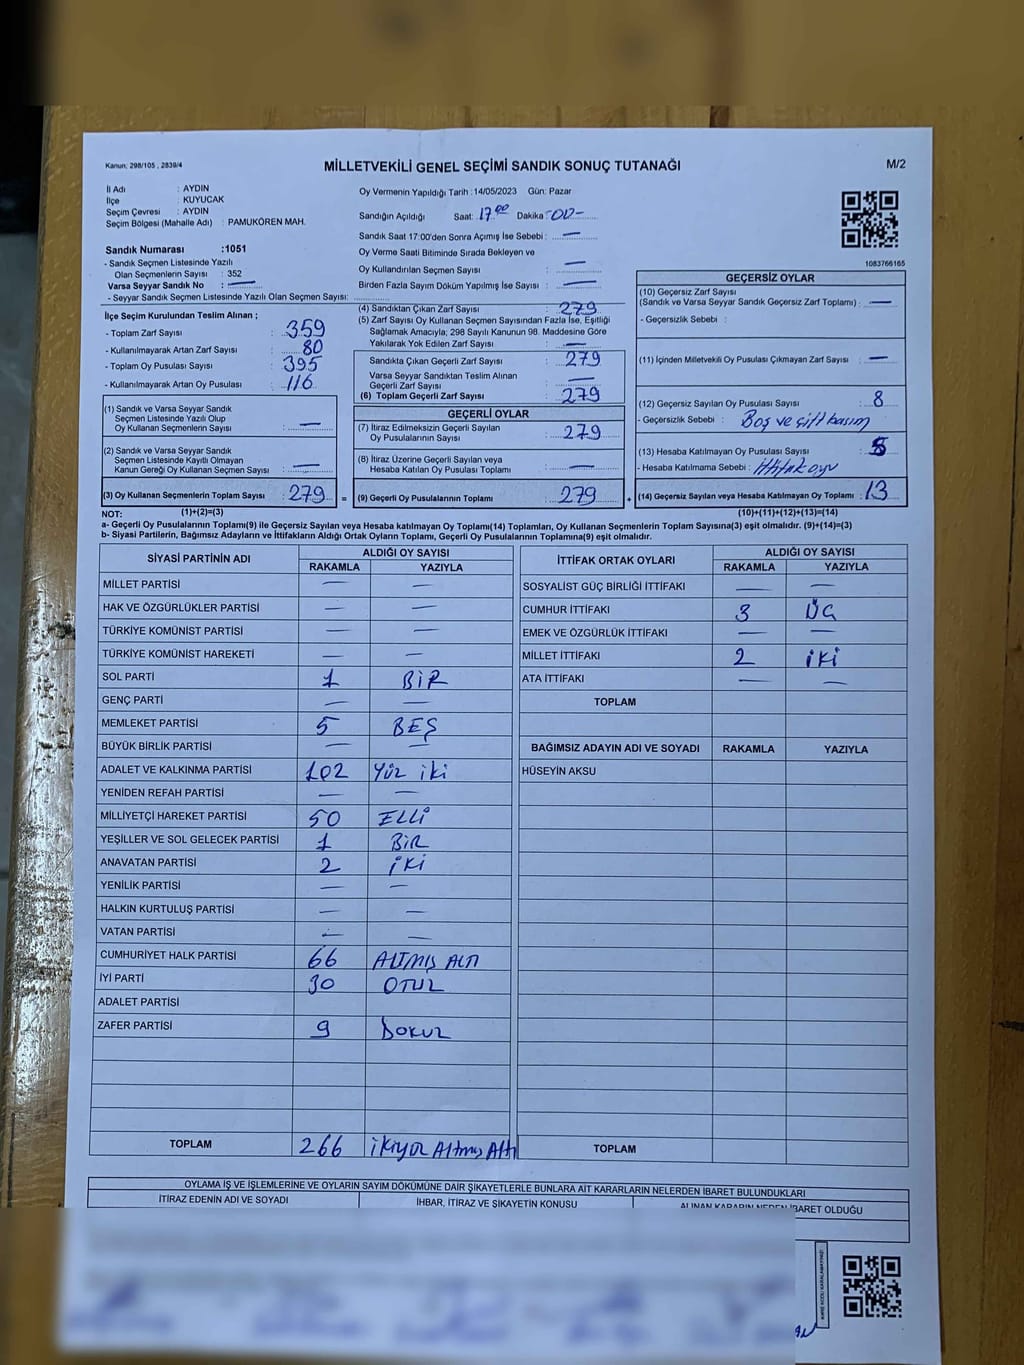 Kanun; 298/105 , 2839/4
MİLLETVEKİLİ GENEL SEÇİMİ SANDIK SONUÇ TUTANAĞI
M/2
İl Adı : AYDIN
İlçe : KUYUCAK
Seçim Çevresi : AYDIN
Seçim Bölgesi (Mahalle Adı) : PAMUKÖREN MAH.
Sandık Numarası :1051
- Sandık Seçmen Listesinde Yazılı
Olan Seçmenlerin Sayısı : 352
Varsa Seyyar Sandık No : —
- Seyyar Sandık Seçmen Listesinde Yazılı Olan Seçmen Sayısı:
Oy Vermenin Yapıldığı Tarih :14/05/2023 Gün: Pazar
Sandığın Açıldığı Saat: 17.00 Dakika -00-
Sandık Saat 17:00'den Sonra Açımış İse Sebebi : —
Oy Verme Saati Bitiminde Sırada Bekleyen ve
Oy Kullandırılan Seçmen Sayısı : —
Birden Fazla Sayım Döküm Yapılmış İse Sayısı : —
1083766165
İlçe Seçim Kurulundan Teslim Alınan ;
- Toplam Zarf Sayısı : 359
- Kullanılmayarak Artan Zarf Sayısı : 80
- Toplam Oy Pusulası Sayısı : 395
- Kullanılmayarak Artan Oy Pusulası : 116
(1) Sandık ve Varsa Seyyar Sandık
Seçmen Listesinde Yazılı Olup
Oy Kullanan Seçmenlerin Sayısı : —
(2) Sandık ve Varsa Seyyar Sandık
Seçmen Listesinde Kayıtlı Olmayan
Kanun Gereği Oy Kullanan Seçmen Sayısı : —
(3) Oy Kullanan Seçmenlerin Toplam Sayısı : 279 =
(4) Sandıktan Çıkan Zarf Sayısı : 279
(5) Zarf Sayısı Oy Kullanan Seçmen Sayısından Fazla İse, Eşitliği
Sağlamak Amacıyla; 298 Sayılı Kanunun 98. Maddesine Göre
Yakılarak Yok Edilen Zarf Sayısı : —
Sandıkta Çıkan Geçerli Zarf Sayısı : 279
Varsa Seyyar Sandıktan Teslim Alınan
Geçerli Zarf Sayısı : —
(6) Toplam Geçerli Zarf Sayısı : 279
GEÇERLİ OYLAR
(7) İtiraz Edilmeksizin Geçerli Sayılan
Oy Pusulalarının Sayısı : 279
(8) İtiraz Üzerine Geçerli Sayılan veya
Hesaba Katılan Oy Pusulası Toplamı : —
(9) Geçerli Oy Pusulalarının Toplamı : 279 +
GEÇERSİZ OYLAR
(10) Geçersiz Zarf Sayısı
(Sandık ve Varsa Seyyar Sandık Geçersiz Zarf Toplamı) : —
- Geçersizlik Sebebi :
(11) İçinden Milletvekili Oy Pusulası Çıkmayan Zarf Sayısı : —
(12) Geçersiz Sayılan Oy Pusulası Sayısı : 8
- Geçersizlik Sebebi : Boş ve çift basım
(13) Hesaba Katılmayan Oy Pusulası Sayısı : 5
- Hesaba Katılmama Sebebi : İttifak oyu
(14) Geçersiz Sayılan veya Hesaba Katılmayan Oy Toplamı : 13
NOT: (1)+(2)=(3) (10)+(11)+(12)+(13)=(14)
a- Geçerli Oy Pusulalarının Toplamı(9) ile Geçersiz Sayılan veya Hesaba katılmayan Oy Toplamı(14) Toplamları, Oy Kullanan Seçmenlerin Toplam Sayısına(3) eşit olmalıdır. (9)+(14)=(3)
b- Siyasi Partilerin, Bağımsız Adayların ve İttifakların Aldığı Ortak Oyların Toplamı, Geçerli Oy Pusulalarının Toplamına(9) eşit olmalıdır.
SİYASİ PARTİNİN ADI ALDIĞI OY SAYISI
RAKAMLA YAZIYLA
MİLLET PARTİSİ — —
HAK VE ÖZGÜRLÜKLER PARTİSİ — —
TÜRKİYE KOMÜNİST PARTİSİ — —
TÜRKİYE KOMÜNİST HAREKETİ — —
SOL PARTİ 1 BİR
GENÇ PARTİ — —
MEMLEKET PARTİSİ 5 BEŞ
BÜYÜK BİRLİK PARTİSİ — —
ADALET VE KALKINMA PARTİSİ 102 YÜZ İKİ
YENİDEN REFAH PARTİSİ — —
MİLLİYETÇİ HAREKET PARTİSİ 50 ELLİ
YEŞİLLER VE SOL GELECEK PARTİSİ 1 BİR
ANAVATAN PARTİSİ 2 İKİ
YENİLİK PARTİSİ — —
HALKIN KURTULUŞ PARTİSİ — —
VATAN PARTİSİ — —
CUMHURİYET HALK PARTİSİ 66 ALTMIŞ ALTI
İYİ PARTİ 30 OTUZ
ADALET PARTİSİ
ZAFER PARTİSİ 9 DOKUZ
TOPLAM 266 İkiyüz Altmış Altı
İTTİFAK ORTAK OYLARI ALDIĞI OY SAYISI
RAKAMLA YAZIYLA
SOSYALİST GÜÇ BİRLİĞİ İTTİFAKI — —
CUMHUR İTTİFAKI 3 ÜÇ
EMEK VE ÖZGÜRLÜK İTTİFAKI — —
MİLLET İTTİFAKI 2 İKİ
ATA İTTİFAKI — —
TOPLAM
BAĞIMSIZ ADAYIN ADI VE SOYADI RAKAMLA YAZIYLA
HÜSEYİN AKSU
TOPLAM
OYLAMA İŞ VE İŞLEMLERİNE VE OYLARIN SAYIM DÖKÜMÜNE DAİR ŞİKAYETLERLE BUNLARA AİT KARARLARIN NELERDEN İBARET BULUNDUKLARI
İTİRAZ EDENİN ADI VE SOYADI İHBAR, İTİRAZ VE ŞİKAYETİN KONUSU ALINAN KARARIN NEDEN İBARET OLDUĞU